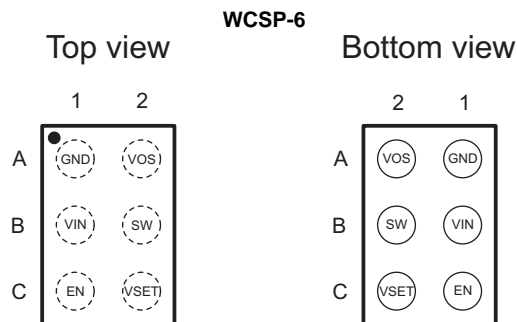 WCSP-6
Top view Bottom view
1 2 2 1
A GND VOS A VOS GND
B VIN SW B SW VIN
C EN VSET C VSET EN